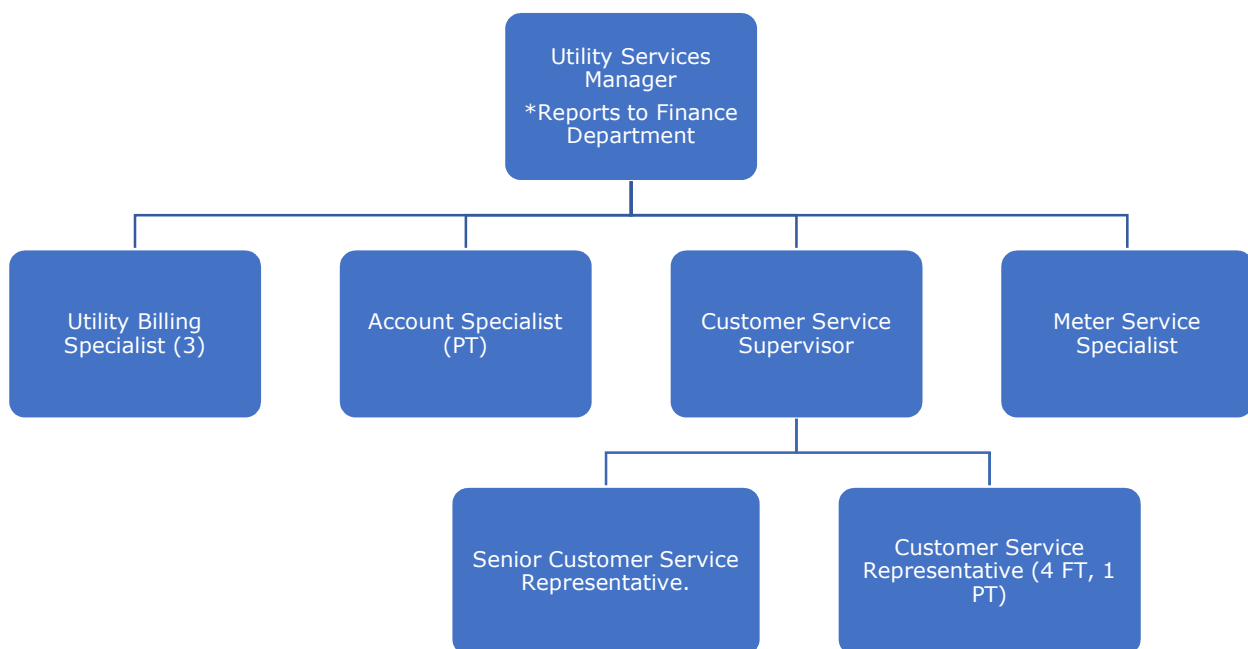 Utility Services
Manager
*Reports to Finance
Department
Utility Billing
Specialist (3)
Account Specialist
(PT)
Customer Service
Supervisor
Meter Service
Specialist
Senior Customer Service
Representative.
Customer Service
Representative (4 FT, 1
PT)